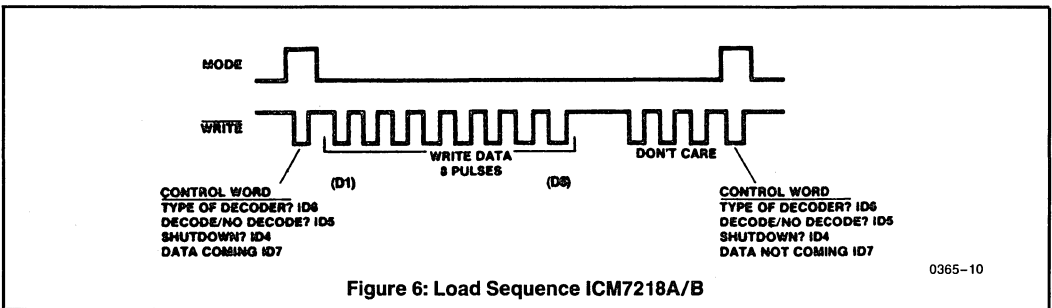 MODE
WRITE
WRITE DATA
8 PULSES
DON'T CARE
(D1)
(D8)
CONTROL WORD
TYPE OF DECODER? ID6
DECODE/NO DECODE? ID5
SHUTDOWN? ID4
DATA COMING ID7
CONTROL WORD
TYPE OF DECODER? ID6
DECODE/NO DECODE? ID5
SHUTDOWN? ID4
DATA NOT COMING ID7
0365–10
Figure 6: Load Sequence ICM7218A/B